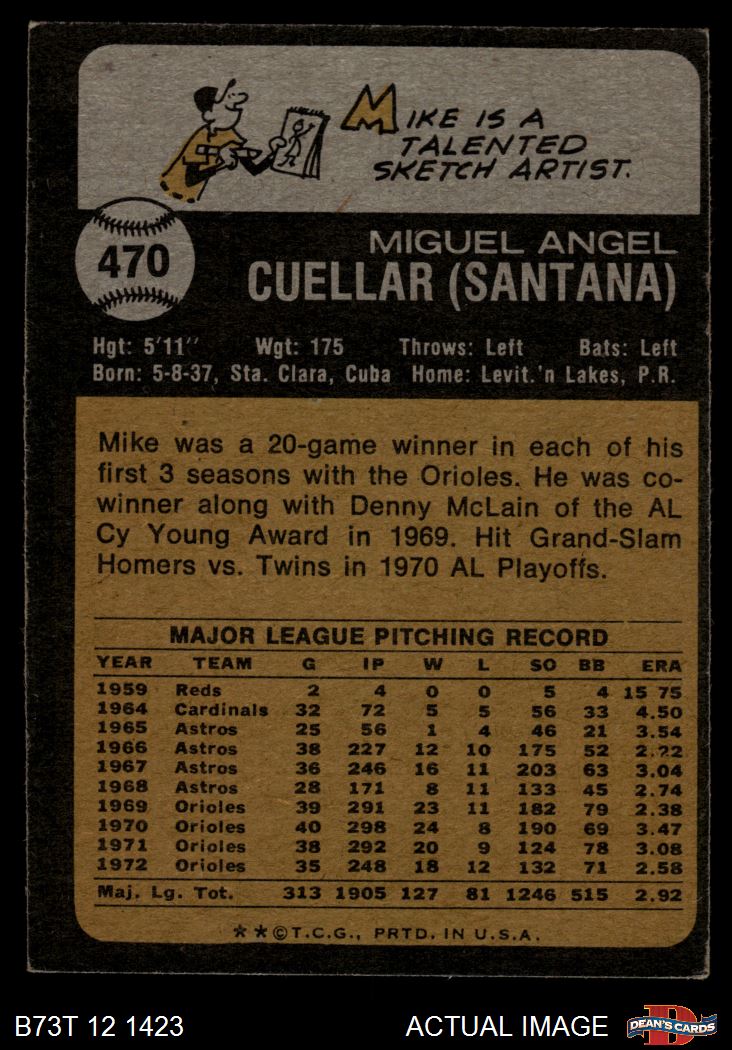 MIKE IS A
TALENTED
SKETCH ARTIST.
470
MIGUEL ANGEL
CUELLAR (SANTANA)
Hgt: 5'11'' Wgt: 175 Throws: Left Bats: Left
Born: 5-8-37, Sta. Clara, Cuba Home: Levit.'n Lakes, P.R.
Mike was a 20-game winner in each of his
first 3 seasons with the Orioles. He was co-
winner along with Denny McLain of the AL
Cy Young Award in 1969. Hit Grand-Slam
Homers vs. Twins in 1970 AL Playoffs.
MAJOR LEAGUE PITCHING RECORD
YEAR TEAM G IP W L SO BB ERA
1959 Reds 2 4 0 0 5 4 15 75
1964 Cardinals 32 72 5 5 56 33 4.50
1965 Astros 25 56 1 4 46 21 3.54
1966 Astros 38 227 12 10 175 52 2.22
1967 Astros 36 246 16 11 203 63 3.04
1968 Astros 28 171 8 11 133 45 2.74
1969 Orioles 39 291 23 11 182 79 2.38
1970 Orioles 40 298 24 8 190 69 3.47
1971 Orioles 38 292 20 9 124 78 3.08
1972 Orioles 35 248 18 12 132 71 2.58
Maj. Lg. Tot. 313 1905 127 81 1246 515 2.92
**©T.C.G., PRTD. IN U.S.A.
B73T 12 1423 ACTUAL IMAGE DEAN'S CARDS